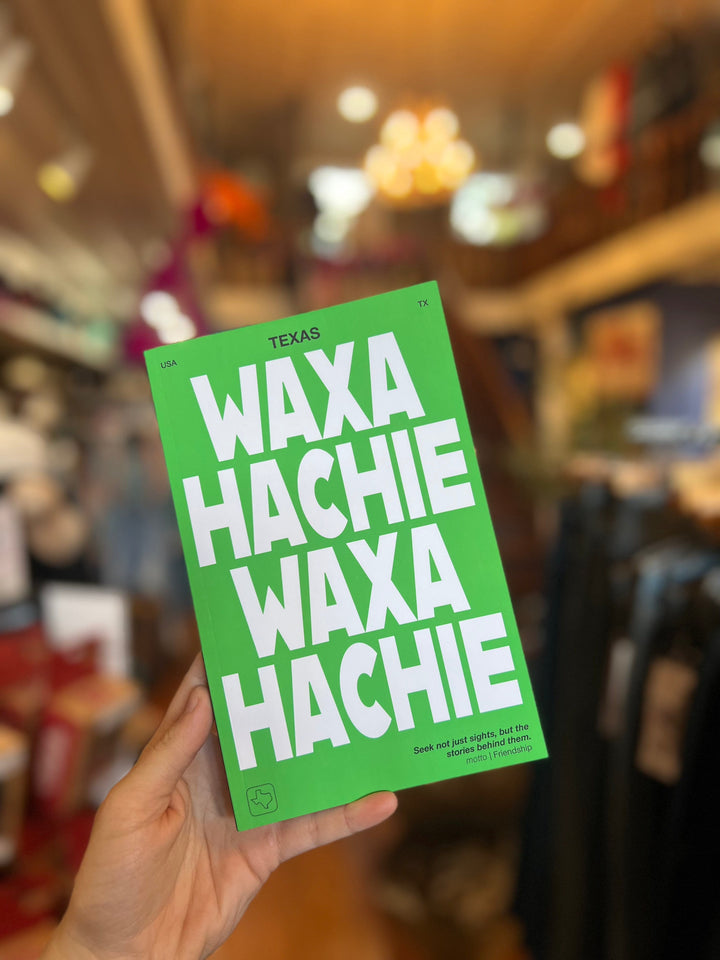 USA
TEXAS
TX
WAXA
HACHIE
WAXA
HACHIE
Seek not just sights, but the
stories behind them.
motto | Friendship